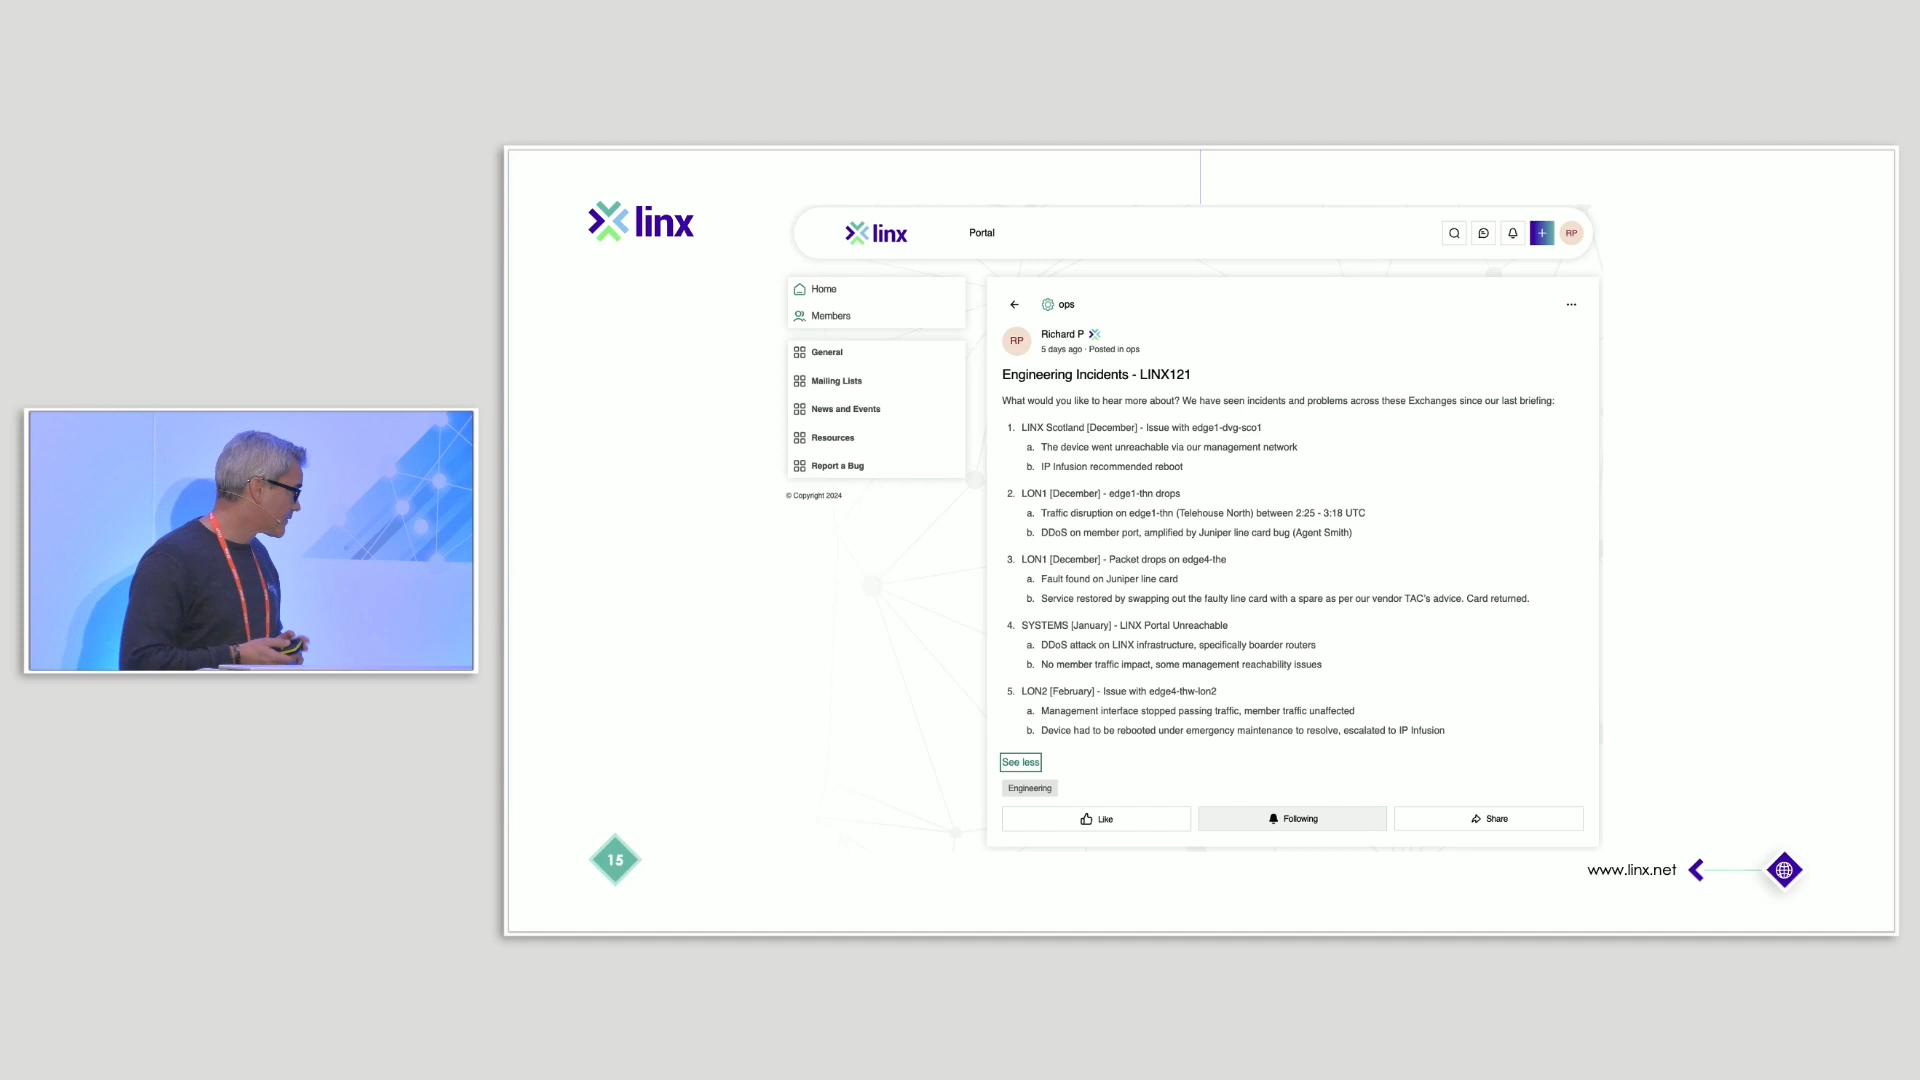 linx
linx
Portal
RP
Home
Members
General
Mailing Lists
News and Events
Resources
Report a Bug
© Copyright 2024
ops
RP
Richard P
5 days ago · Posted in ops
Engineering Incidents - LINX121
What would you like to hear more about? We have seen incidents and problems across these Exchanges since our last briefing:
1. LINX Scotland [December] - Issue with edge1-dvg-sco1
a. The device went unreachable via our management network
b. IP Infusion recommended reboot
2. LON1 [December] - edge1-thn drops
a. Traffic disruption on edge1-thn (Telehouse North) between 2:25 - 3:18 UTC
b. DDoS on member port, amplified by Juniper line card bug (Agent Smith)
3. LON1 [December] - Packet drops on edge4-the
a. Fault found on Juniper line card
b. Service restored by swapping out the faulty line card with a spare as per our vendor TAC's advice. Card returned.
4. SYSTEMS [January] - LINX Portal Unreachable
a. DDoS attack on LINX infrastructure, specifically boarder routers
b. No member traffic impact, some management reachability issues
5. LON2 [February] - Issue with edge4-thw-lon2
a. Management interface stopped passing traffic, member traffic unaffected
b. Device had to be rebooted under emergency maintenance to resolve, escalated to IP Infusion
See less
Engineering
Like
Following
Share
15
www.linx.net